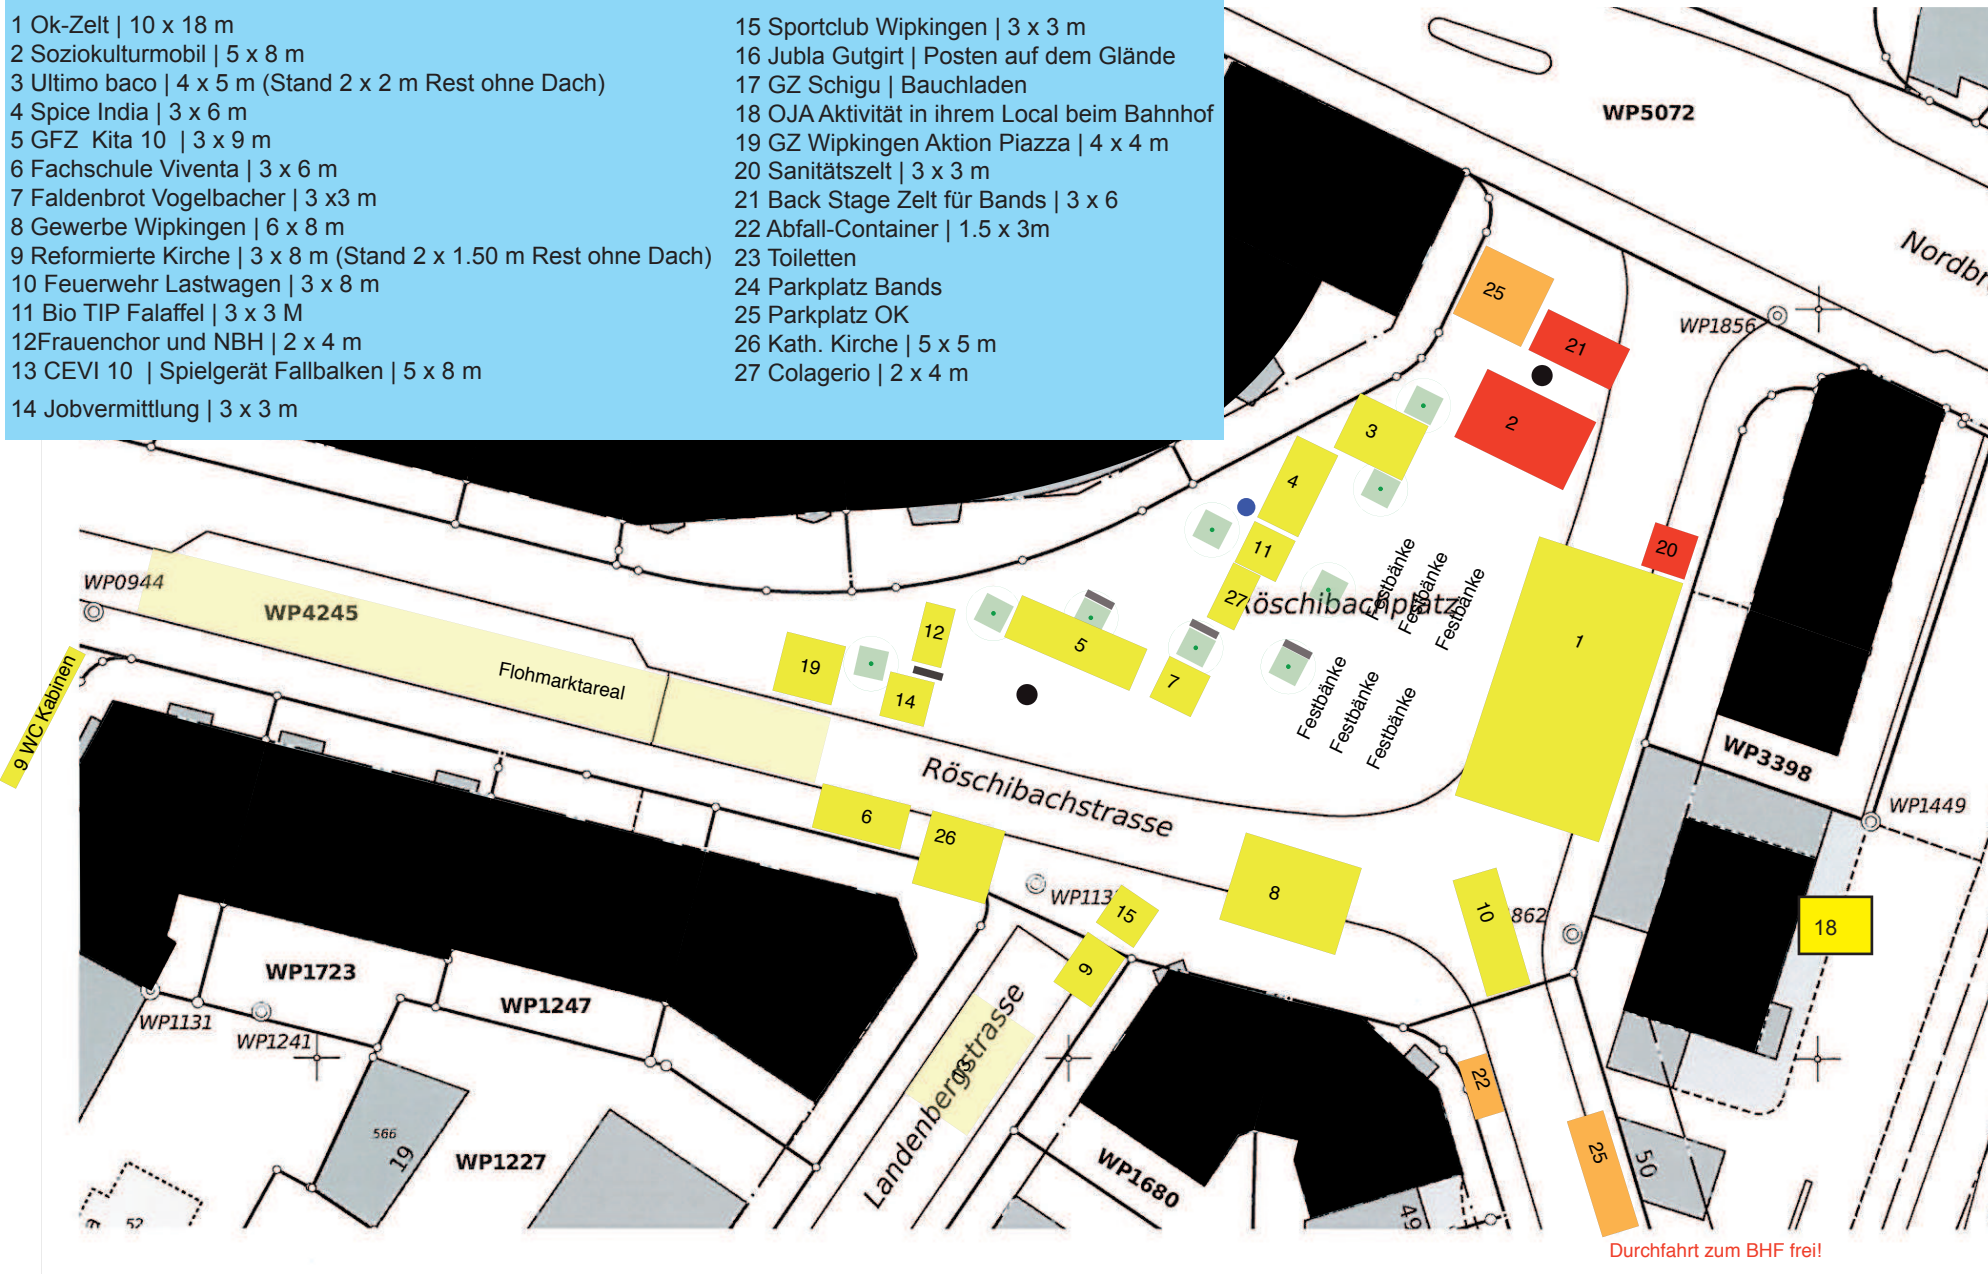 1 Ok-Zelt | 10 x 18 m
2 Soziokulturmobil | 5 x 8 m
3 Ultimo baco | 4 x 5 m (Stand 2 x 2 m Rest ohne Dach)
4 Spice India | 3 x 6 m
5 GFZ  Kita 10  | 3 x 9 m
6 Fachschule Viventa | 3 x 6 m
7 Faldenbrot Vogelbacher | 3 x3 m
8 Gewerbe Wipkingen | 6 x 8 m
9 Reformierte Kirche | 3 x 8 m (Stand 2 x 1.50 m Rest ohne Dach)
10 Feuerwehr Lastwagen | 3 x 8 m
11 Bio TIP Falaffel | 3 x 3 M
12Frauenchor und NBH | 2 x 4 m
13 CEVI 10  | Spielgerät Fallbalken | 5 x 8 m
14 Jobvermittlung | 3 x 3 m
15 Sportclub Wipkingen | 3 x 3 m
16 Jubla Gutgirt | Posten auf dem Glände
17 GZ Schigu | Bauchladen
18 OJA Aktivität in ihrem Local beim Bahnhof
19 GZ Wipkingen Aktion Piazza | 4 x 4 m
20 Sanitätszelt | 3 x 3 m
21 Back Stage Zelt für Bands | 3 x 6
22 Abfall-Container | 1.5 x 3m
23 Toiletten
24 Parkplatz Bands
25 Parkplatz OK
26 Kath. Kirche | 5 x 5 m
27 Colagerio | 2 x 4 m
WP5072
Nordbr
WP1856
25
21
2
3
4
11
27
20
1
Röschibachplatz
Festbänke
Festbänke
Festbänke
Festbänke
Festbänke
Festbänke
WP0944
WP4245
Flohmarktareal
9 WC Kabinen
19
12
14
5
7
Röschibachstrasse
6
26
8
10
15
9
WP113
862
WP3398
WP1449
18
WP1723
WP1247
WP1131
WP1241
566
19
WP1227
52
13
Landenbergstrasse
WP1680
49
22
25
50
Durchfahrt zum BHF frei!